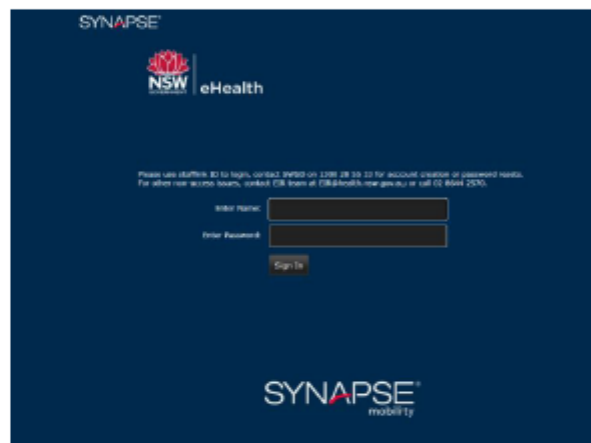 SYNAPSE
NSW
GOVERNMENT
eHealth
Please use stafflink ID to login, contact SWSD on 1300 28 55 33 for account creation or password resets.
For other non-access issues, contact EIR team at EIR@health.nsw.gov.au or call 02 8644 2570.
Enter Name:
Enter Password:
Sign In
SYNAPSE
mobility